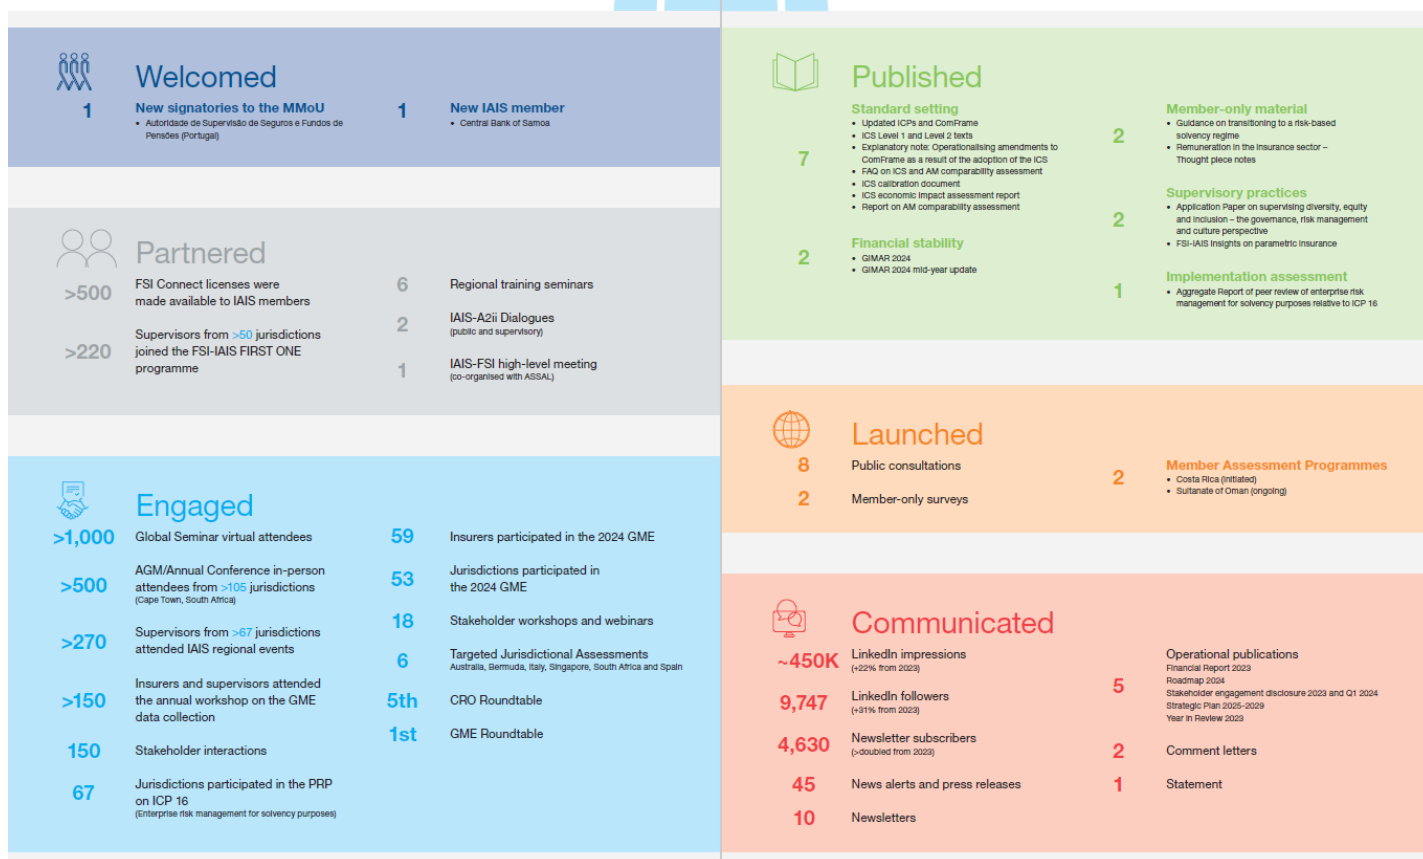 Welcomed
1
New signatories to the MMoU
• Autoridade de Supervisão de Seguros e Fundos de
Pensões (Portugal)
1
New IAIS member
• Central Bank of Samoa
Partnered
>500
FSI Connect licenses were
made available to IAIS members
>220
Supervisors from >50 jurisdictions
joined the FSI-IAIS FIRST ONE
programme
6
Regional training seminars
2
IAIS-A2ii Dialogues
(public and supervisory)
1
IAIS-FSI high-level meeting
(co-organised with ASSAL)
Engaged
>1,000
Global Seminar virtual attendees
>500
AGM/Annual Conference in-person
attendees from >105 jurisdictions
(Cape Town, South Africa)
>270
Supervisors from >67 jurisdictions
attended IAIS regional events
>150
Insurers and supervisors attended
the annual workshop on the GME
data collection
150
Stakeholder interactions
67
Jurisdictions participated in the PRP
on ICP 16
(Enterprise risk management for solvency purposes)
59
Insurers participated in the 2024 GME
53
Jurisdictions participated in
the 2024 GME
18
Stakeholder workshops and webinars
6
Targeted Jurisdictional Assessments
Australia, Bermuda, Italy, Singapore, South Africa and Spain
5th
CRO Roundtable
1st
GME Roundtable
Published
7
Standard setting
• Updated ICPs and ComFrame
• ICS Level 1 and Level 2 texts
• Explanatory note: Operationalising amendments to
ComFrame as a result of the adoption of the ICS
• FAQ on ICS and AM comparability assessment
• ICS calibration document
• ICS economic impact assessment report
• Report on AM comparability assessment
2
Financial stability
• GIMAR 2024
• GIMAR 2024 mid-year update
2
Member-only material
• Guidance on transitioning to a risk-based
solvency regime
• Remuneration in the insurance sector –
Thought piece notes
2
Supervisory practices
• Application Paper on supervising diversity, equity
and inclusion – the governance, risk management
and culture perspective
• FSI-IAIS Insights on parametric insurance
1
Implementation assessment
• Aggregate Report of peer review of enterprise risk
management for solvency purposes relative to ICP 16
Launched
8
Public consultations
2
Member-only surveys
2
Member Assessment Programmes
• Costa Rica (initiated)
• Sultanate of Oman (ongoing)
Communicated
~450K
LinkedIn impressions
(+22% from 2023)
9,747
LinkedIn followers
(+31% from 2023)
4,630
Newsletter subscribers
(>doubled from 2023)
45
News alerts and press releases
10
Newsletters
5
Operational publications
Financial Report 2023
Roadmap 2024
Stakeholder engagement disclosure 2023 and Q1 2024
Strategic Plan 2025-2029
Year in Review 2023
2
Comment letters
1
Statement